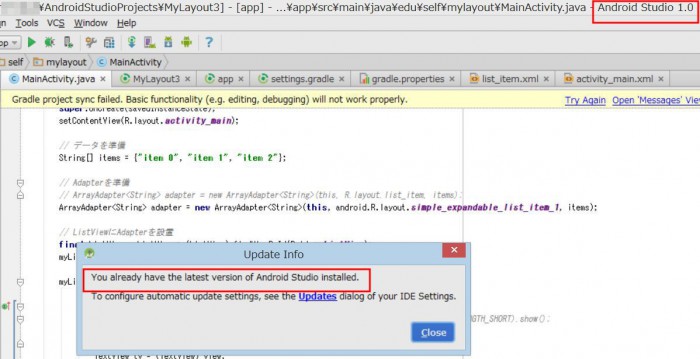 ¥AndroidStudioProjects¥MyLayout3] - [app] - ...¥app¥src¥main¥java¥edu¥self¥mylayout¥MainActivity.java - Android Studio 1.0
n Tools VCS Window Help
app
self mylayout MainActivity
MainActivity.java MyLayout3 app settings.gradle gradle.properties list_item.xml activity_main.xml
Gradle project sync failed. Basic functionality (e.g. editing, debugging) will not work properly. Try Again Open 'Messages' View
super.onCreate(savedInstanceState);
setContentView(R.layout.activity_main);
// データを準備
String[] items = {"item 0", "item 1", "item 2"};
// Adapterを準備
// ArrayAdapter<String> adapter = new ArrayAdapter<String>(this, R.layout.list_item, items);
ArrayAdapter<String> adapter = new ArrayAdapter<String>(this, android.R.layout.simple_expandable_list_item_1, items);
// ListViewにAdapterを設置
Update Info
myLi
You already have the latest version of Android Studio installed.
myLi
To configure automatic update settings, see the Updates dialog of your IDE Settings.
GTH_SHORT).show();
Close
TextView tv = (TextView) view;